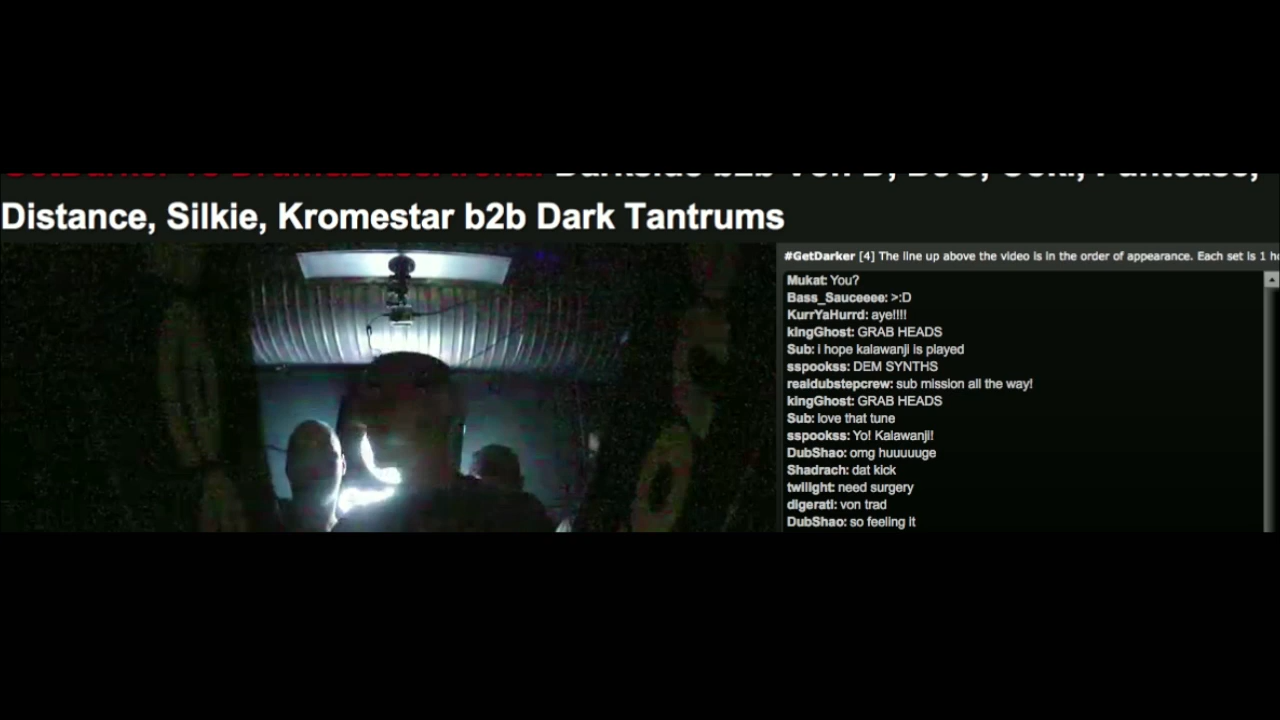 Distance, Silkie, Kromestar b2b Dark Tantrums
#GetDarker [4] The line up above the video is in the order of appearance. Each set is 1
Mukat: You?
Bass_Sauceeee: >:D
KurrYaHurrd: aye!!!!
kingGhost: GRAB HEADS
Sub: i hope kalawanji is played
sspookss: DEM SYNTHS
realdubstepcrew: sub mission all the way!
kingGhost: GRAB HEADS
Sub: love that tune
sspookss: Yo! Kalawanji!
DubShao: omg huuuuuge
Shadrach: dat kick
twilight: need surgery
digerati: von trad
DubShao: so feeling it